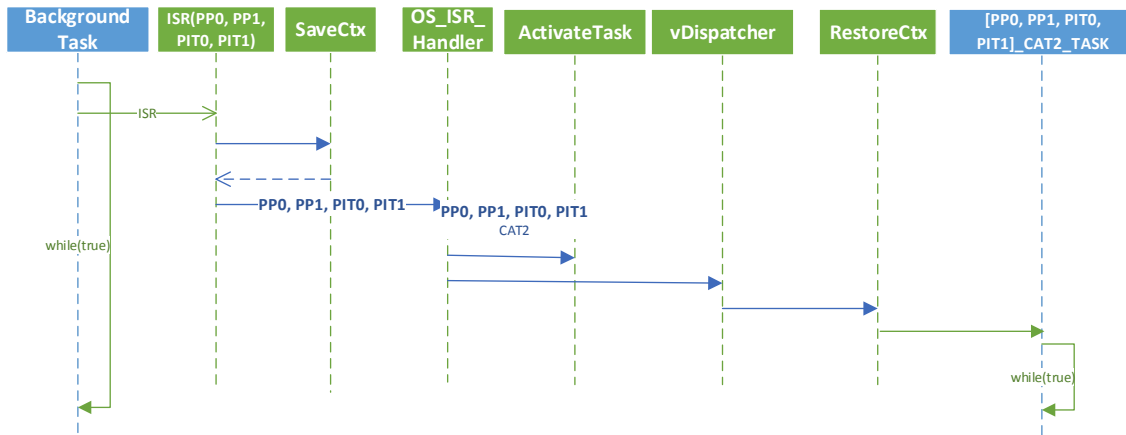 Background
Task
ISR(PP0, PP1,
PIT0, PIT1)
SaveCtx
OS_ISR_
Handler
ActivateTask
vDispatcher
RestoreCtx
[PP0, PP1, PIT0,
PIT1]_CAT2_TASK
ISR
PP0, PP1, PIT0, PIT1
PP0, PP1, PIT0, PIT1
CAT2
while(true)
while(true)